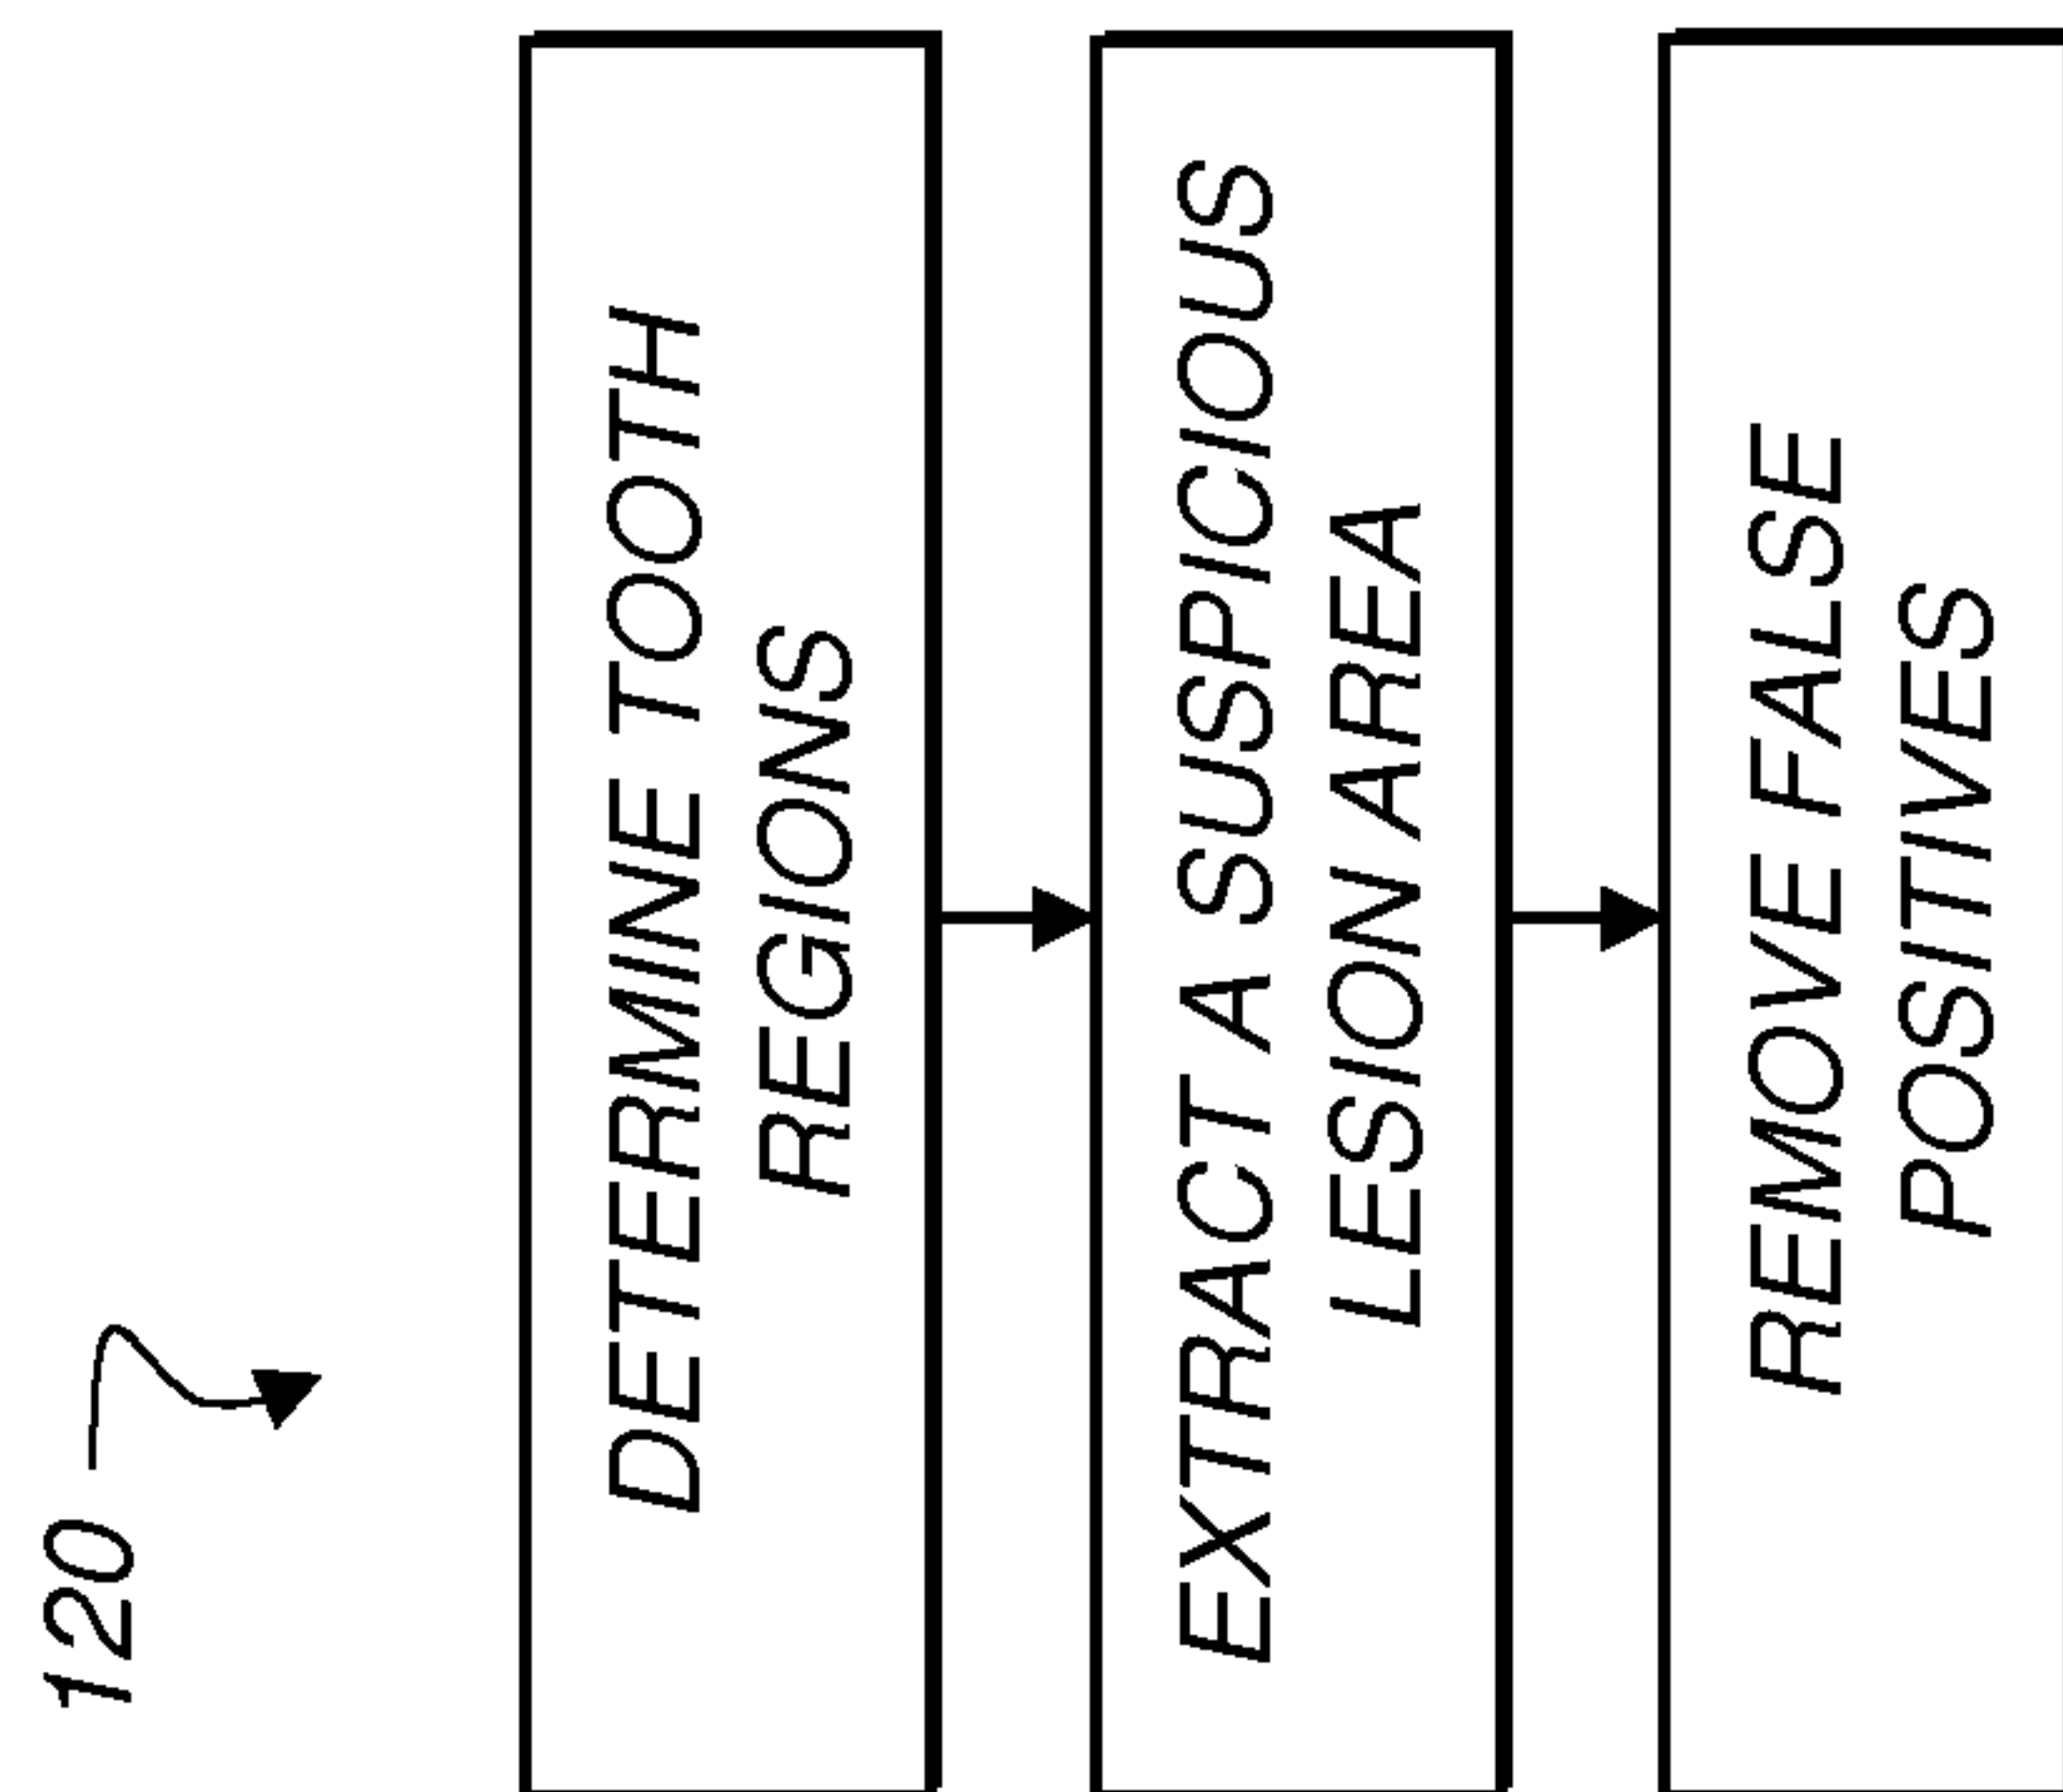 120
DETERMINE TOOTH
REGIONS
EXTRACT A SUSPICIOUS
LESION AREA
REMOVE FALSE
POSITIVES